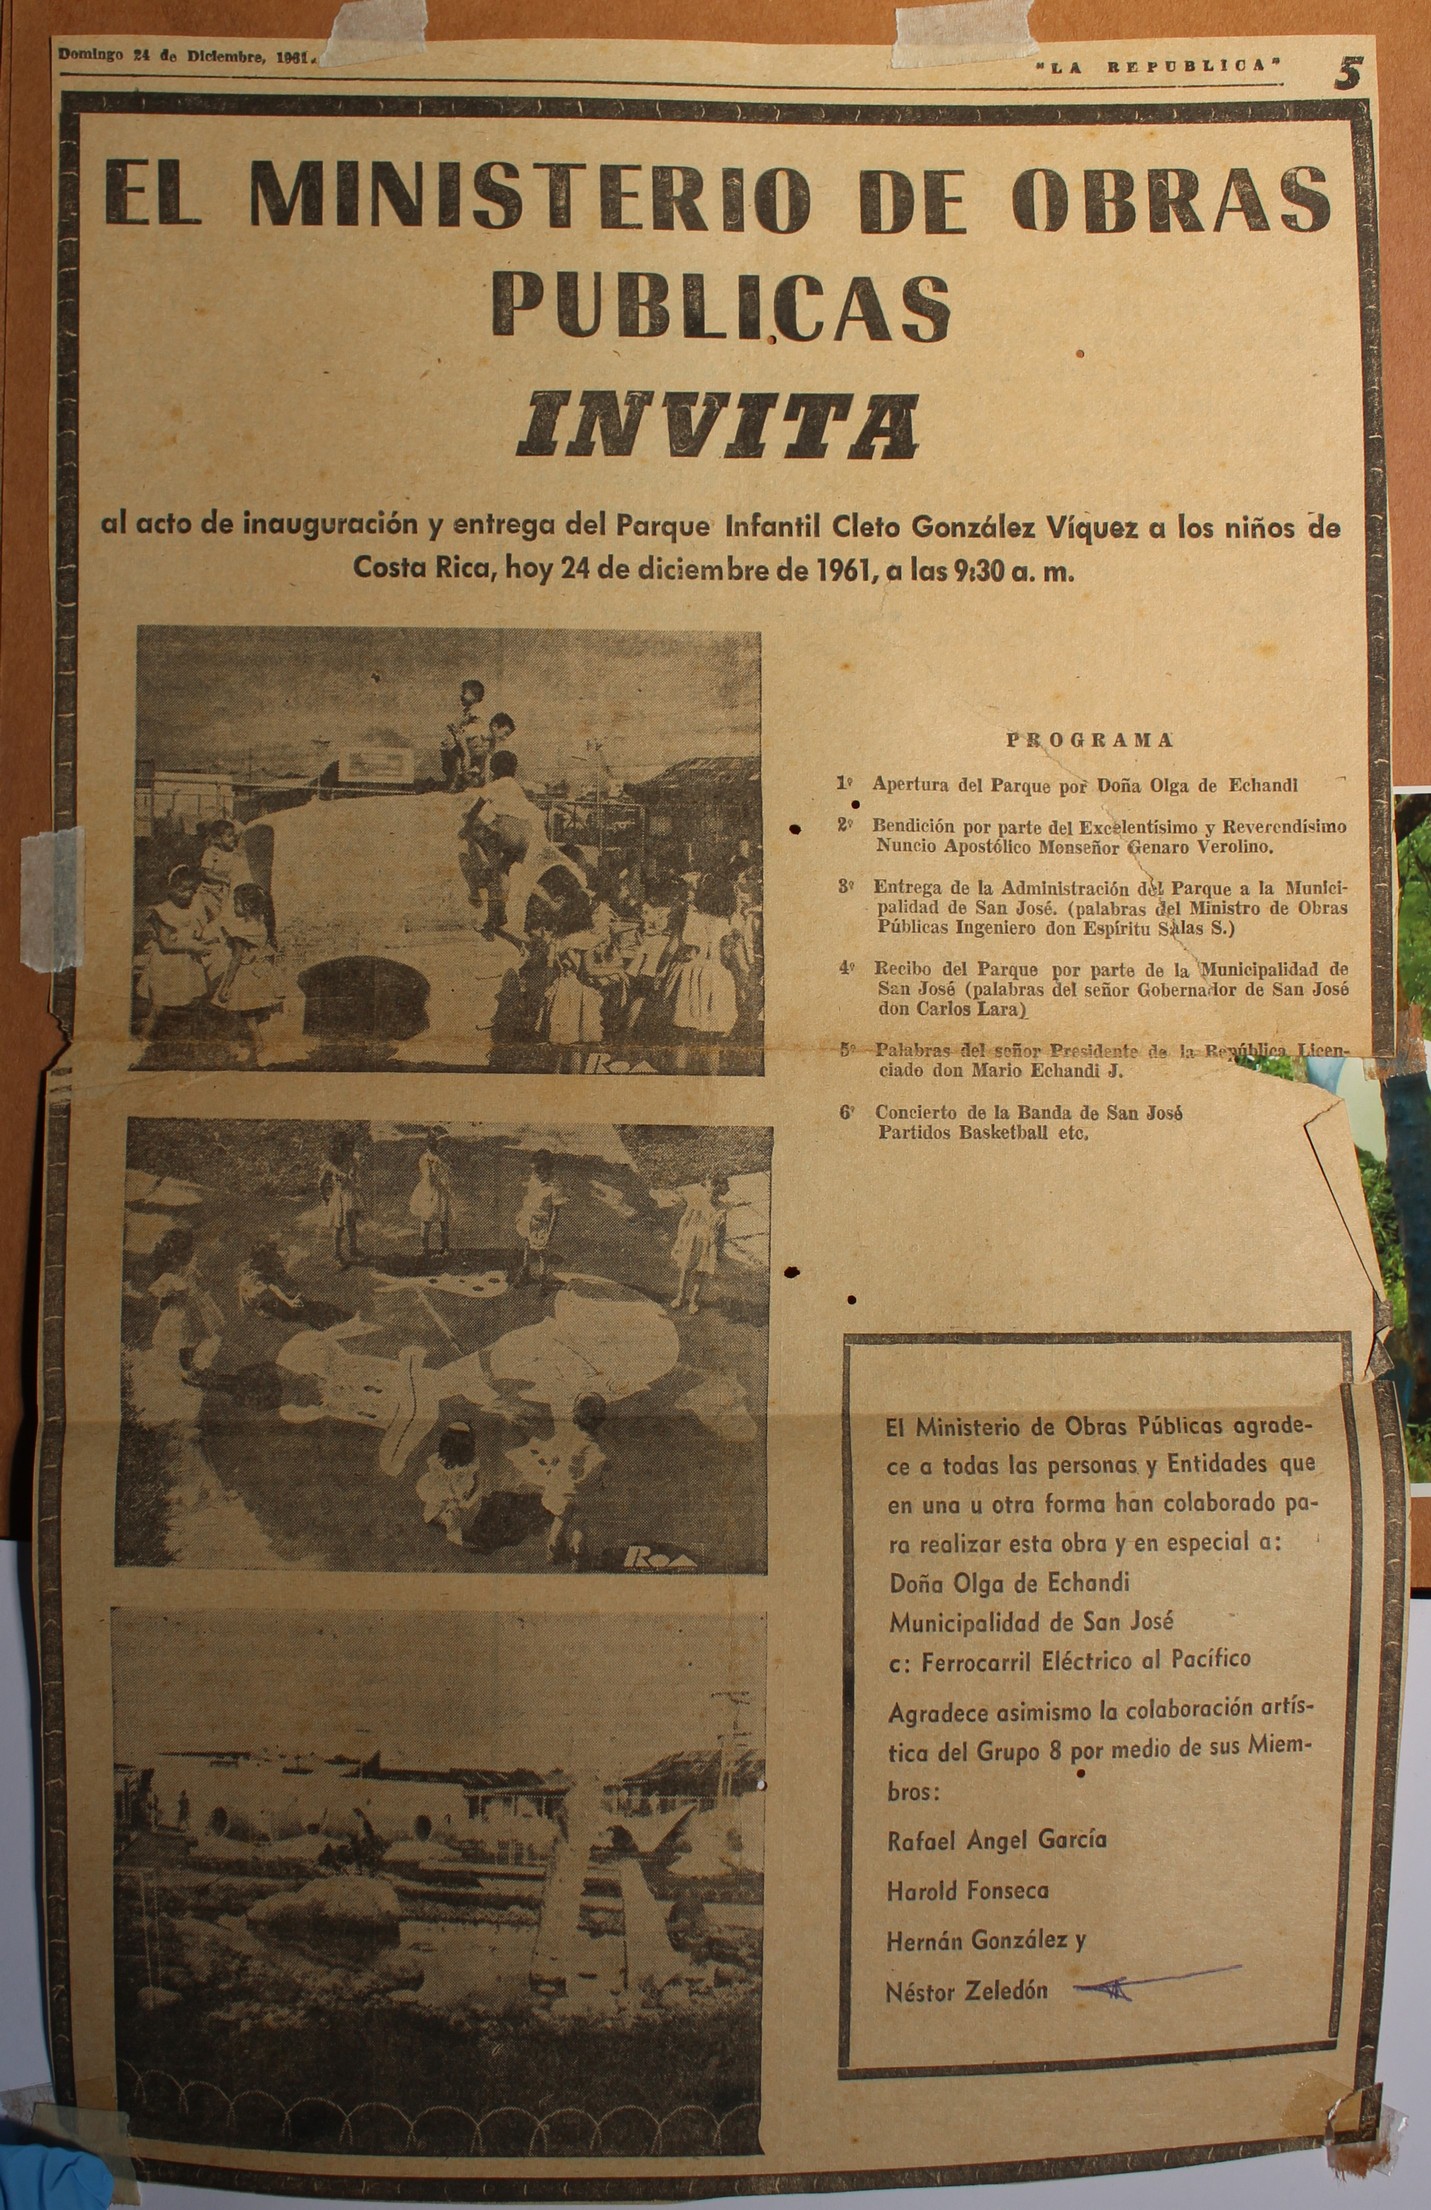 Domingo 24 de Diciembre, 1961.
"LA REPUBLICA"
5
EL MINISTERIO DE OBRAS
PUBLICAS
INVITA
al acto de inauguración y entrega del Parque Infantil Cleto González Víquez a los niños de
Costa Rica, hoy 24 de diciembre de 1961, a las 9:30 a. m.
PROGRAMA
1º Apertura del Parque por Doña Olga de Echandi
2º Bendición por parte del Excelentísimo y Reverendísimo
Nuncio Apostólico Monseñor Genaro Verolino.
3º Entrega de la Administración del Parque a la Munici-
palidad de San José. (palabras del Ministro de Obras
Públicas Ingeniero don Espíritu Salas S.)
4º Recibo del Parque por parte de la Municipalidad de
San José (palabras del señor Gobernador de San José
don Carlos Lara)
5º Palabras del señor Presidente de la República Licen-
ciado don Mario Echandi J.
6º Concierto de la Banda de San José
Partidos Basketball etc.
ROA
ROA
El Ministerio de Obras Públicas agrade-
ce a todas las personas y Entidades que
en una u otra forma han colaborado pa-
ra realizar esta obra y en especial a:
Doña Olga de Echandi
Municipalidad de San José
c: Ferrocarril Eléctrico al Pacífico
Agradece asimismo la colaboración artís-
tica del Grupo 8 por medio de sus Miem-
bros:
Rafael Angel García
Harold Fonseca
Hernán González y
Néstor Zeledón